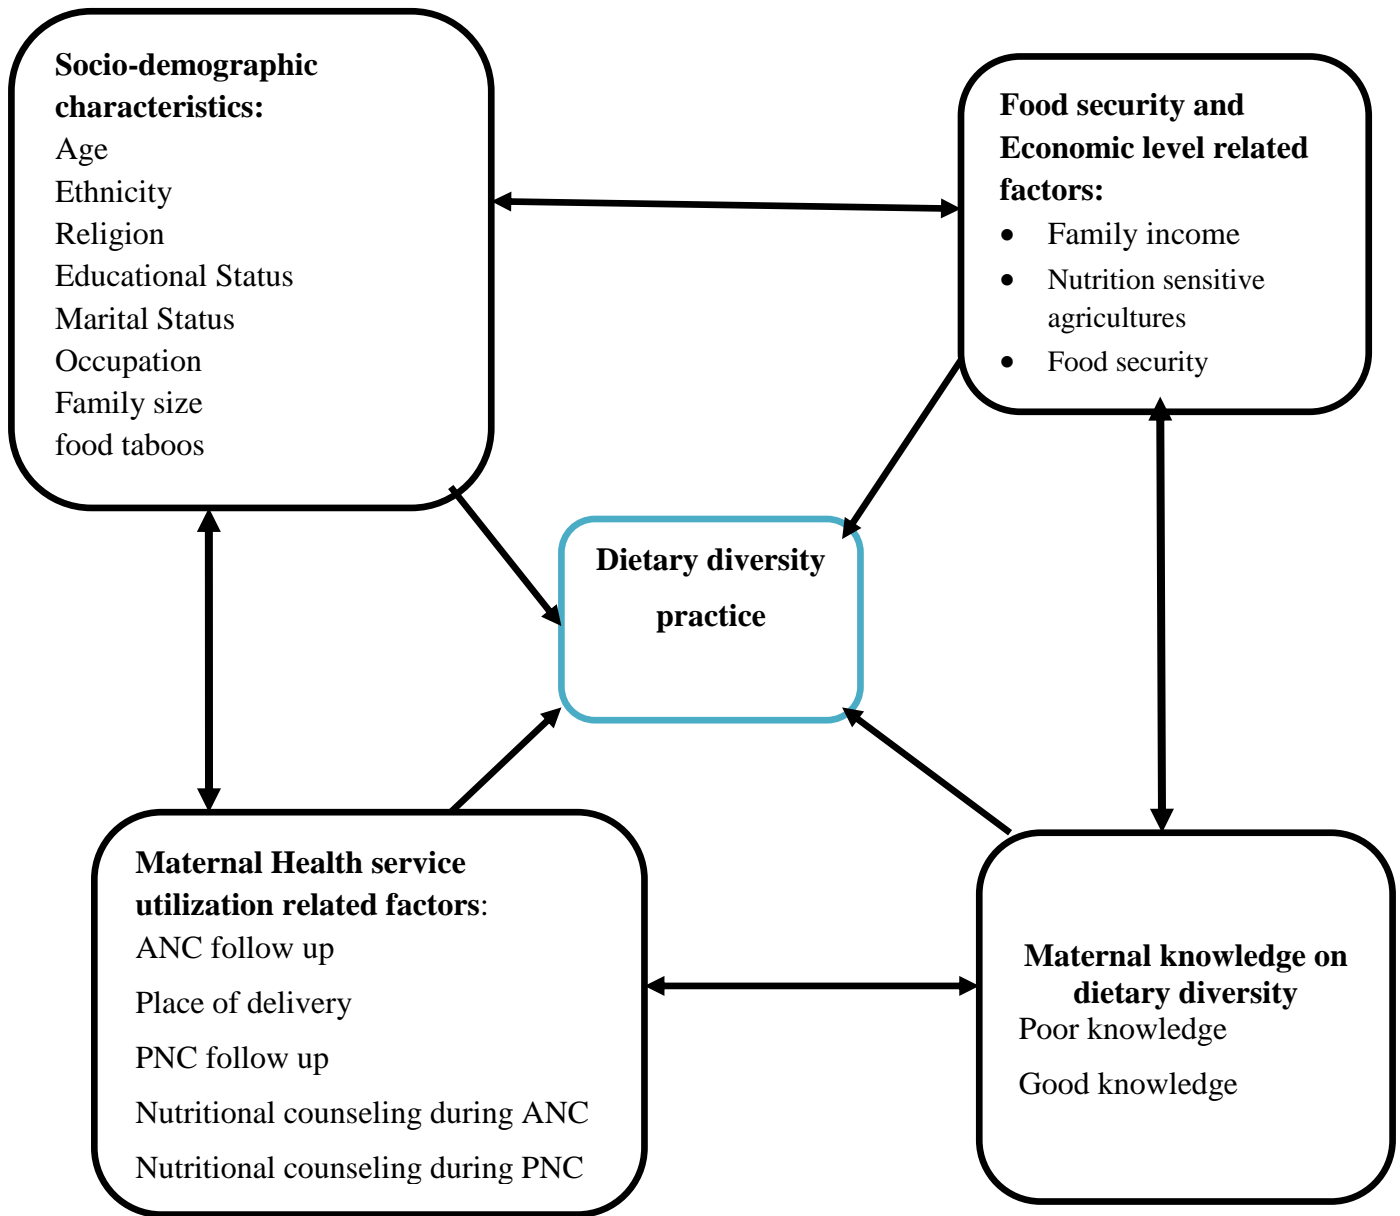 Socio-demographic
characteristics:
Age
Ethnicity
Religion
Educational Status
Marital Status
Occupation
Family size
food taboos
Food security and
Economic level related
factors:
• Family income
• Nutrition sensitive
agricultures
• Food security
Dietary diversity
practice
Maternal Health service
utilization related factors:
ANC follow up
Place of delivery
PNC follow up
Nutritional counseling during ANC
Nutritional counseling during PNC
Maternal knowledge on
dietary diversity
Poor knowledge
Good knowledge